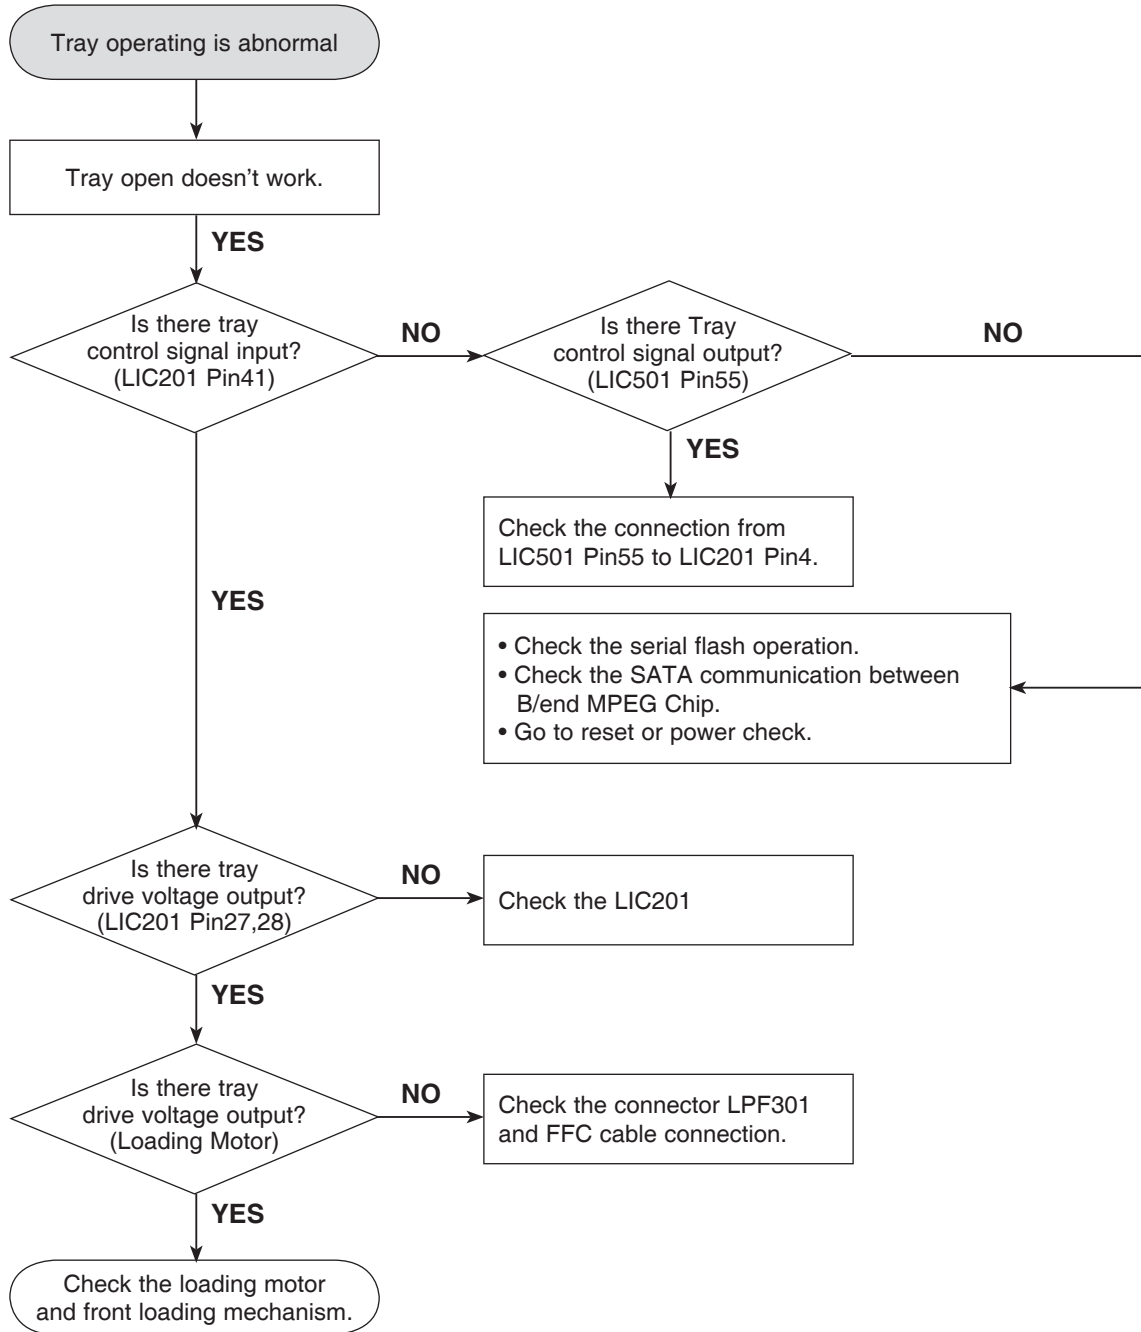 Tray operating is abnormal
Tray open doesn't work.
YES
Is there tray
control signal input?
(LIC201 Pin41)
NO
Is there Tray
control signal output?
(LIC501 Pin55)
NO
YES
Check the connection from
LIC501 Pin55 to LIC201 Pin4.
YES
• Check the serial flash operation.
• Check the SATA communication between
B/end MPEG Chip.
• Go to reset or power check.
Is there tray
drive voltage output?
(LIC201 Pin27,28)
NO
Check the LIC201
YES
Is there tray
drive voltage output?
(Loading Motor)
NO
Check the connector LPF301
and FFC cable connection.
YES
Check the loading motor
and front loading mechanism.